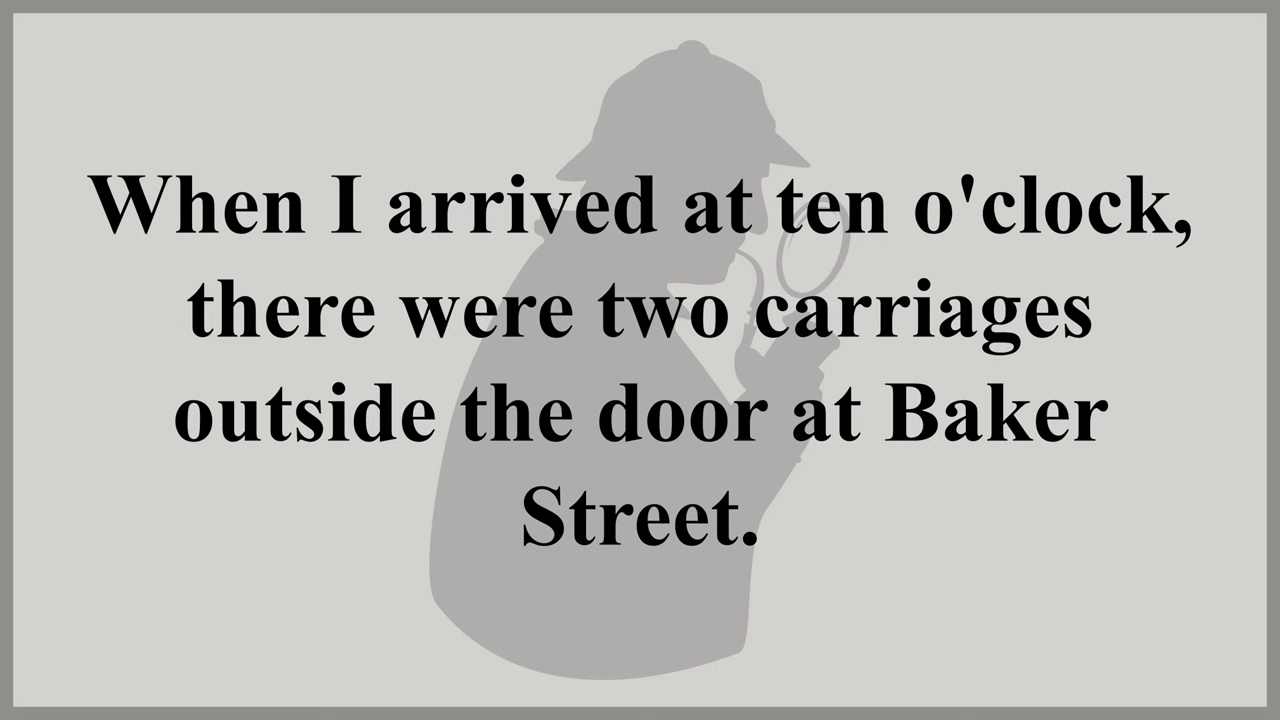 When I arrived at ten o'clock,
there were two carriages
outside the door at Baker
Street.